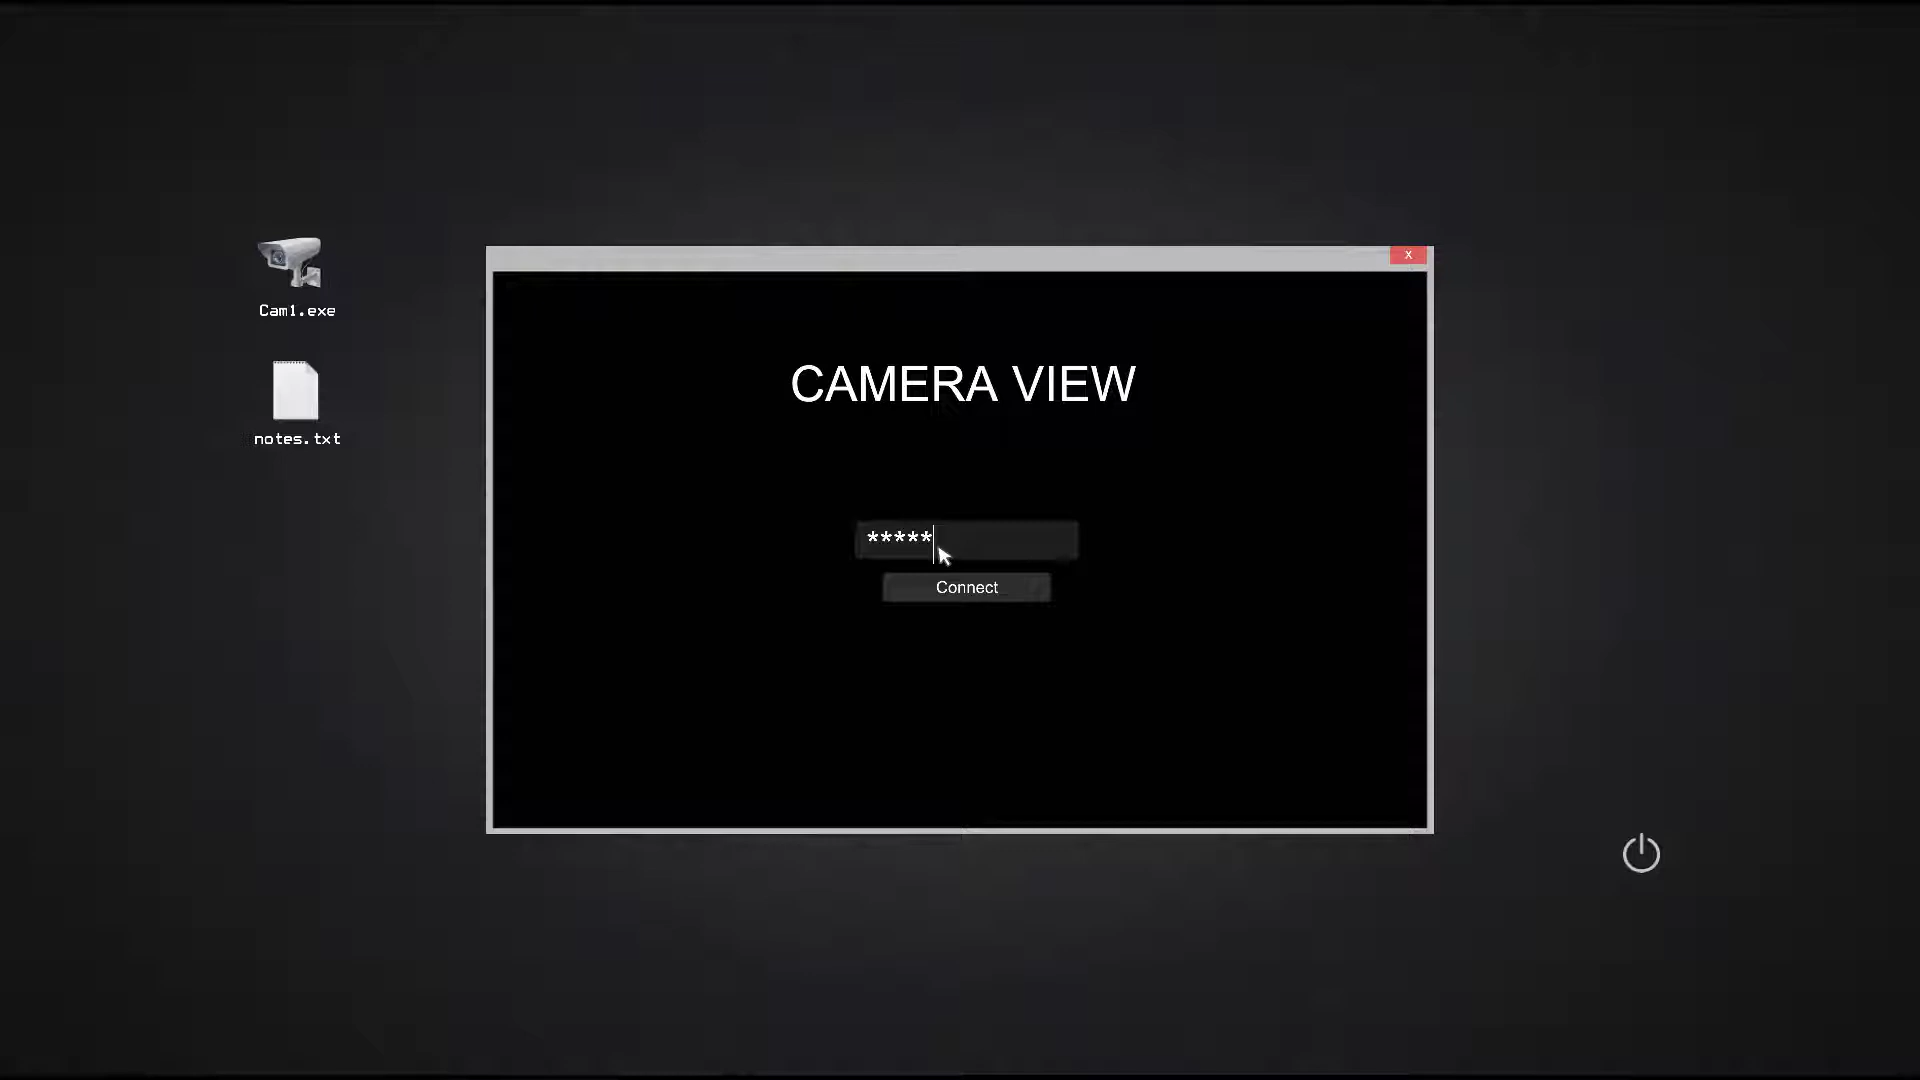 x
Cam1.exe
CAMERA VIEW
notes.txt
*****
Connect